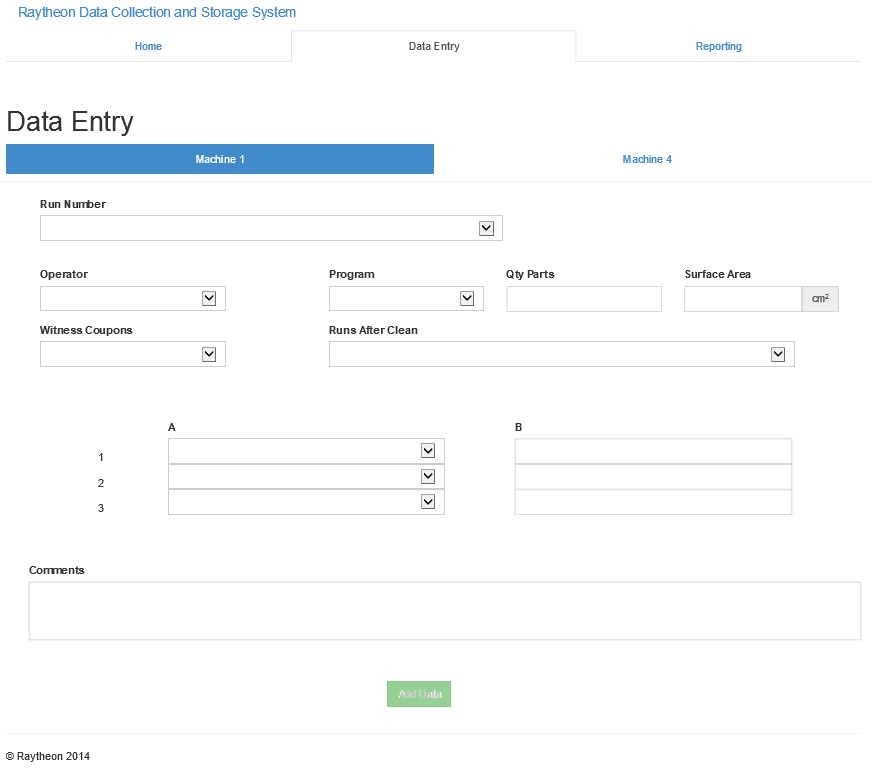 Raytheon Data Collection and Storage System
Home Data Entry Reporting
Data Entry
Machine 1 Machine 4
Run Number
Operator Program Qty Parts Surface Area
cm²
Witness Coupons Runs After Clean
A B
1
2
3
Comments
Add Data
© Raytheon 2014